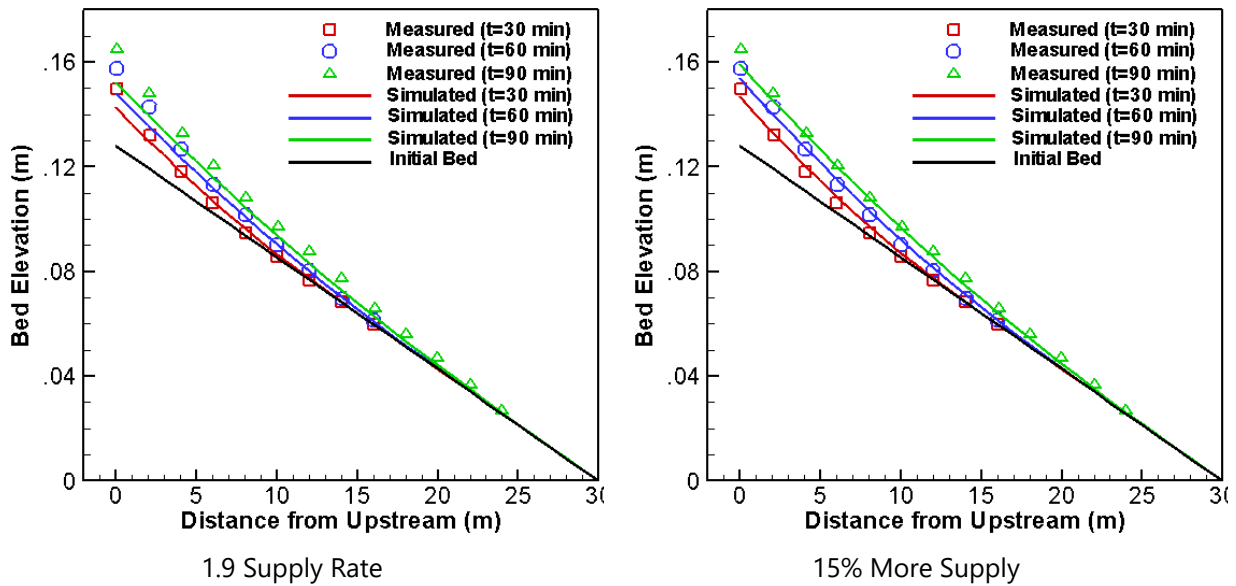 Measured (t=30 min)
Measured (t=60 min)
Measured (t=90 min)
Simulated (t=30 min)
Simulated (t=60 min)
Simulated (t=90 min)
Initial Bed
.16
.12
.08
.04
0
Bed Elevation (m)
0 5 10 15 20 25 30
Distance from Upstream (m)
1.9 Supply Rate
Measured (t=30 min)
Measured (t=60 min)
Measured (t=90 min)
Simulated (t=30 min)
Simulated (t=60 min)
Simulated (t=90 min)
Initial Bed
.16
.12
.08
.04
0
Bed Elevation (m)
0 5 10 15 20 25 30
Distance from Upstream (m)
15% More Supply